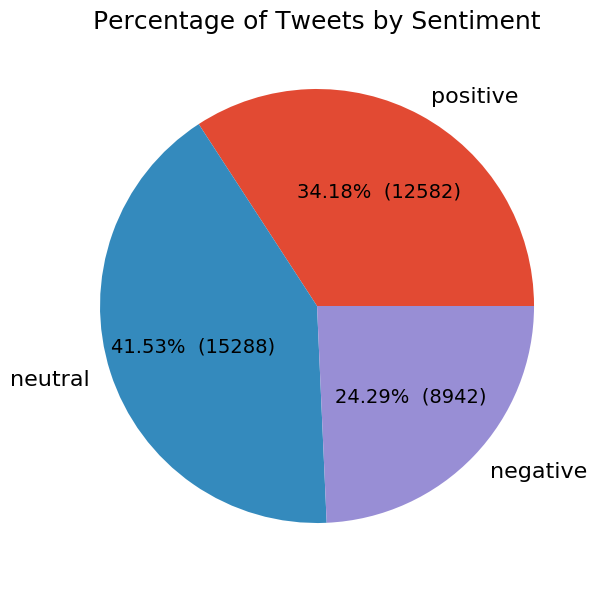 Percentage of Tweets by Sentiment
positive
34.18% (12582)
41.53% (15288)
neutral
24.29% (8942)
negative